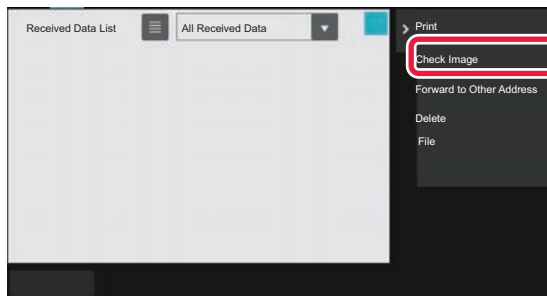 Received Data List
All Received Data
Print
Check Image
Forward to Other Address
Delete
File